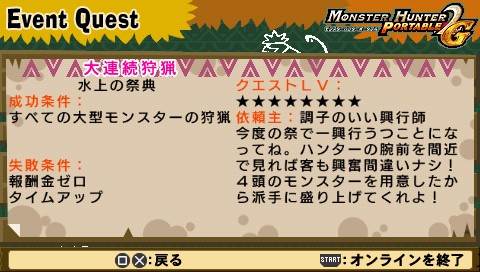 Event Quest
MONSTER HUNTER
PORTABLE 2nd G
大連続狩猟
水上の祭典
成功条件：
すべての大型モンスターの狩猟
失敗条件：
報酬金ゼロ
タイムアップ
クエストＬＶ：
★★★★★★★★
依頼主：調子のいい興行師
今度の祭で一興行うつことにな
ってね。ハンターの腕前を間近
で見れば客も興奮間違いナシ！
４頭のモンスターを用意したか
ら派手に盛り上げてくれよ！
□×:戻る
START:オンラインを終了